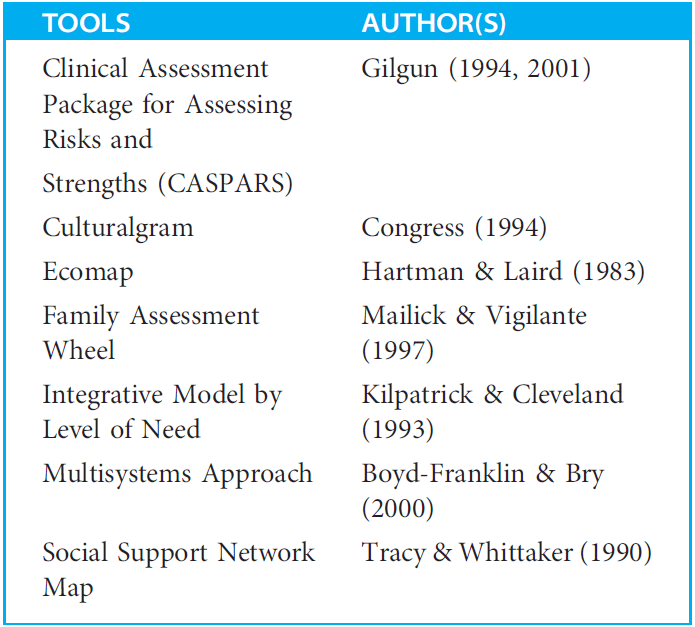 TOOLS AUTHOR(S)
Clinical Assessment Gilgun (1994, 2001)
Package for Assessing
Risks and
Strengths (CASPARS)
Culturalgram Congress (1994)
Ecomap Hartman & Laird (1983)
Family Assessment Mailick & Vigilante
Wheel (1997)
Integrative Model by Kilpatrick & Cleveland
Level of Need (1993)
Multisystems Approach Boyd-Franklin & Bry
(2000)
Social Support Network Tracy & Whittaker (1990)
Map